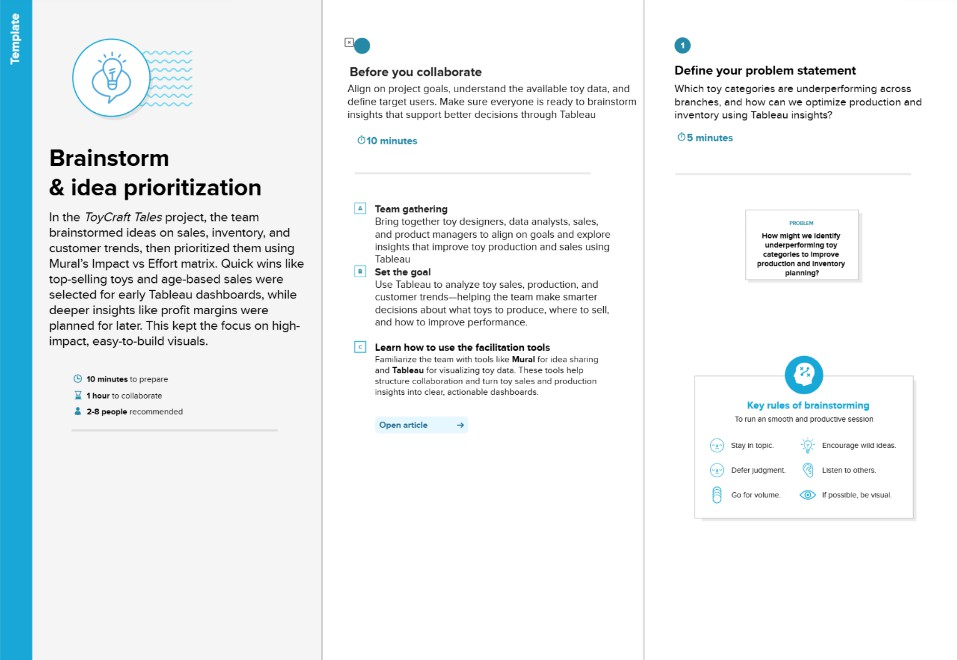 Template
Brainstorm
& idea prioritization
In the ToyCraft Tales project, the team
brainstormed ideas on sales, inventory, and
customer trends, then prioritized them using
Mural's Impact vs Effort matrix. Quick wins like
top-selling toys and age-based sales were
selected for early Tableau dashboards, while
deeper insights like profit margins were
planned for later. This kept the focus on high-
impact, easy-to-build visuals.
10 minutes to prepare
1 hour to collaborate
2-8 people recommended
Before you collaborate
Align on project goals, understand the available toy data, and
define target users. Make sure everyone is ready to brainstorm
insights that support better decisions through Tableau
10 minutes
A
Team gathering
Bring together toy designers, data analysts, sales,
and product managers to align on goals and explore
insights that improve toy production and sales using
Tableau
B
Set the goal
Use Tableau to analyze toy sales, production, and
customer trends—helping the team make smarter
decisions about what toys to produce, where to sell,
and how to improve performance.
C
Learn how to use the facilitation tools
Familiarize the team with tools like Mural for idea sharing
and Tableau for visualizing toy data. These tools help
structure collaboration and turn toy sales and production
insights into clear, actionable dashboards.
Open article →
1
Define your problem statement
Which toy categories are underperforming across
branches, and how can we optimize production and
inventory using Tableau insights?
5 minutes
PROBLEM
How might we identify
underperforming toy
categories to improve
production and inventory
planning?
Key rules of brainstorming
To run an smooth and productive session
Stay in topic.
Encourage wild ideas.
Defer judgment.
Listen to others.
Go for volume.
If possible, be visual.